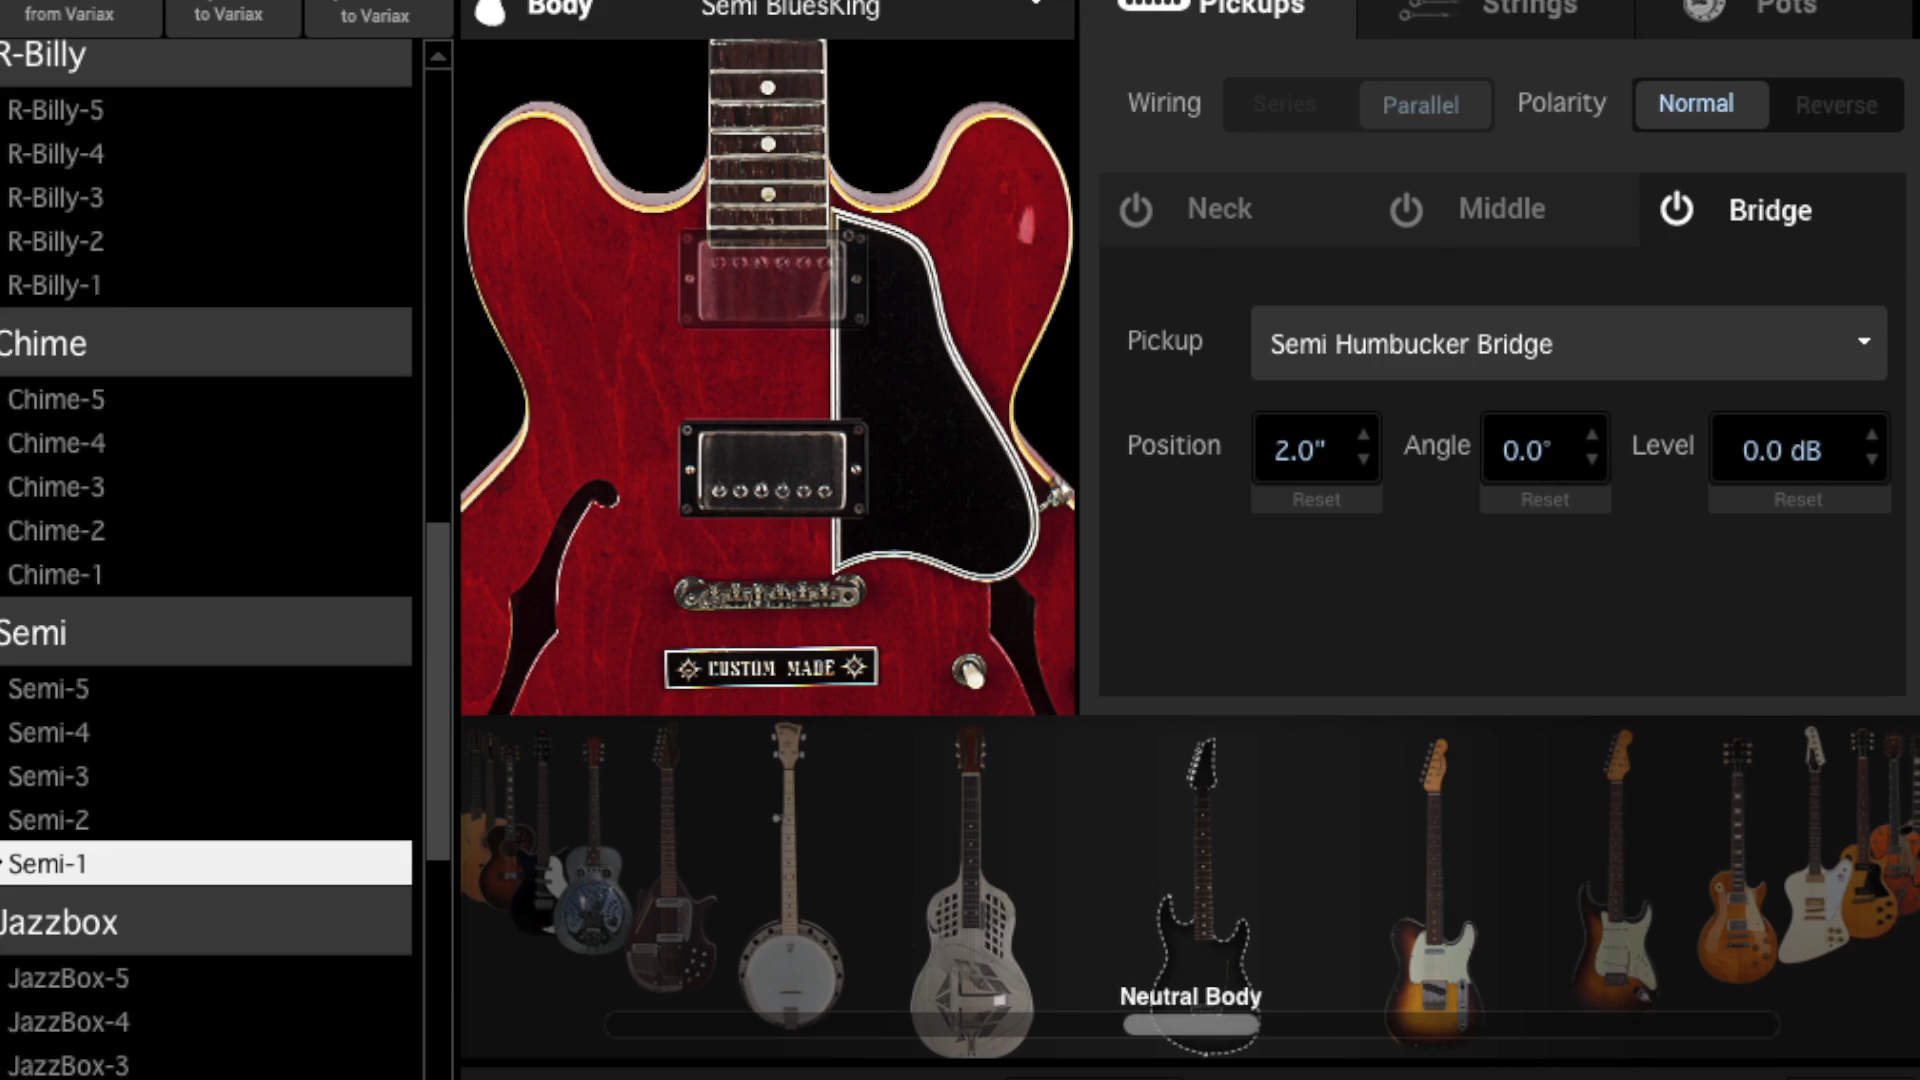 from Variax
to Variax
to Variax
R-Billy
R-Billy-5
R-Billy-4
R-Billy-3
R-Billy-2
R-Billy-1
Chime
Chime-5
Chime-4
Chime-3
Chime-2
Chime-1
Semi
Semi-5
Semi-4
Semi-3
Semi-2
Semi-1
Jazzbox
JazzBox-5
JazzBox-4
JazzBox-3
Body
Semi BluesKing
CUSTOM MADE
Pickups
Strings
Pots
Wiring
Series
Parallel
Polarity
Normal
Reverse
Neck
Middle
Bridge
Pickup
Semi Humbucker Bridge
Position
2.0"
Angle
0.0°
Level
0.0 dB
Reset
Reset
Reset
Neutral Body